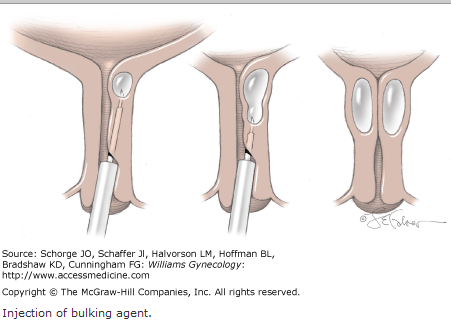 Source: Schorge JO, Schaffer JI, Halvorson LM, Hoffman BL,
Bradshaw KD, Cunningham FG: Williams Gynecology:
http://www.accessmedicine.com
Copyright © The McGraw-Hill Companies, Inc. All rights reserved.
Injection of bulking agent.